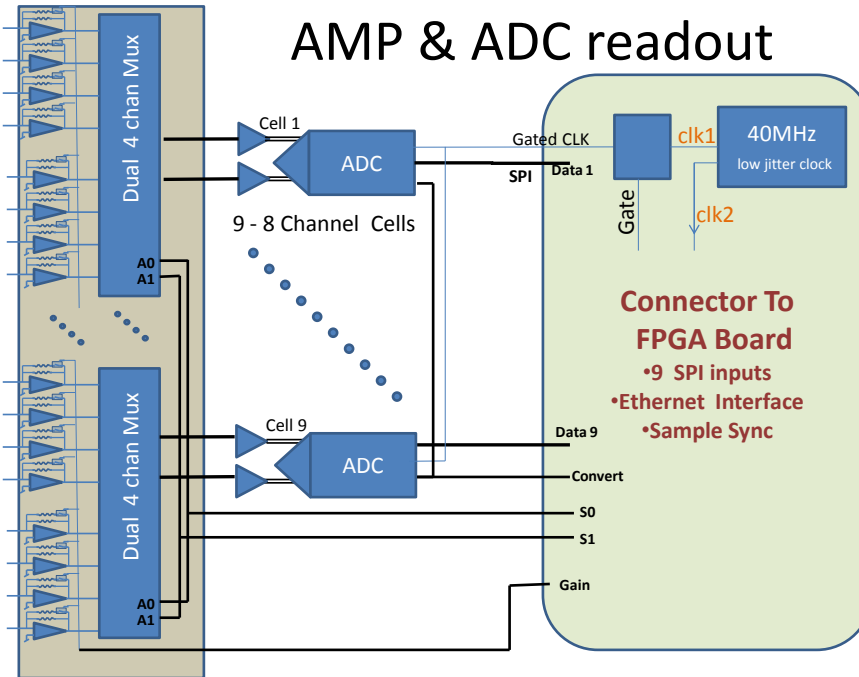 AMP & ADC readout
Dual 4 chan Mux
A0
A1
Cell 1
ADC
Gated CLK
SPI
Data 1
clk1
40MHz
low jitter clock
Gate
clk2
9 - 8 Channel Cells
Connector To
FPGA Board
•9 SPI inputs
•Ethernet Interface
•Sample Sync
Dual 4 chan Mux
A0
A1
Cell 9
ADC
Data 9
Convert
S0
S1
Gain